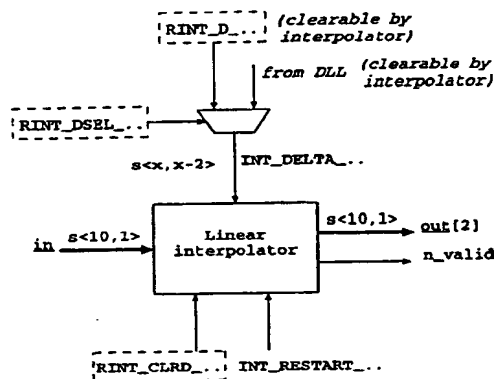 RINT_D_..
(clearable by
interpolator)
from DLL (clearable by
interpolator)
RINT_DSEL_..
s<x,x-2>
INT_DELTA_..
in
s<10,1>
Linear
interpolator
s<10,1>
out[2]
n_valid
RINT_CLRD_..
INT_RESTART_..